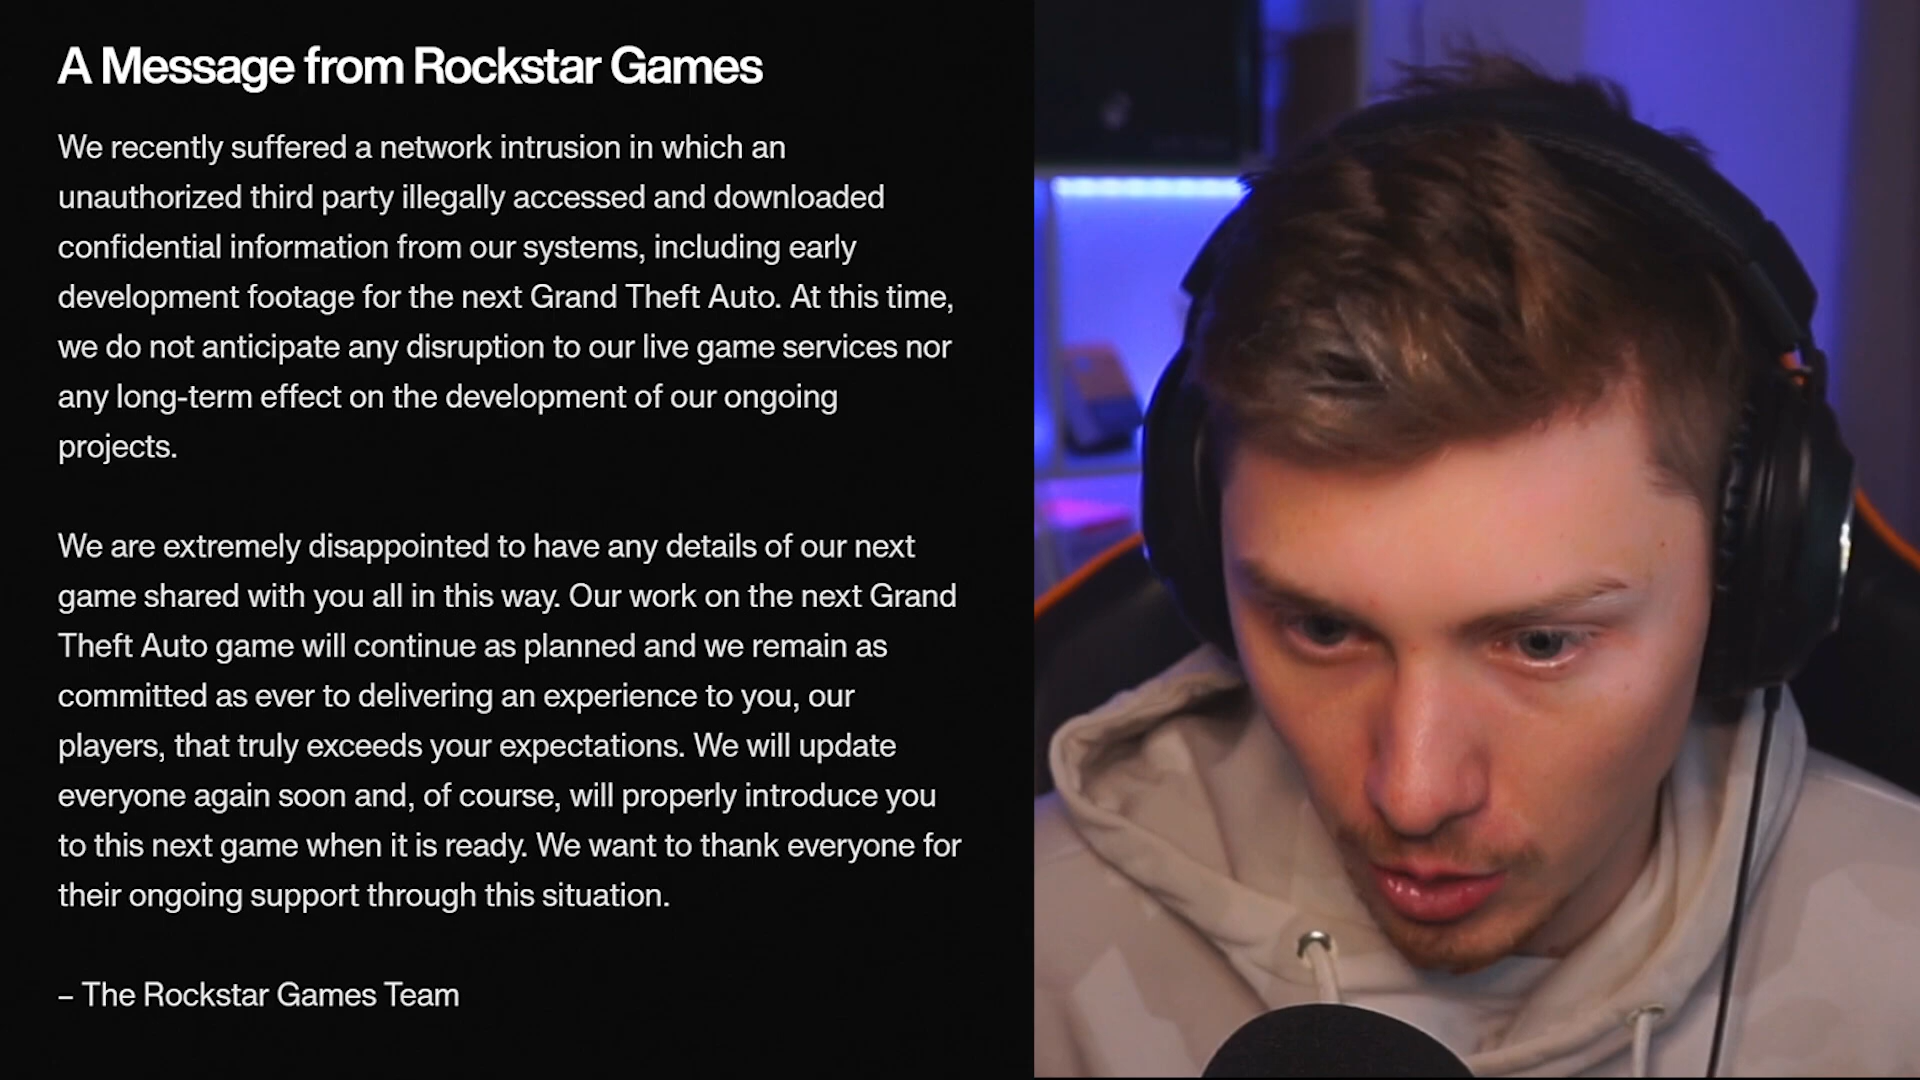 A Message from Rockstar Games
We recently suffered a network intrusion in which an
unauthorized third party illegally accessed and downloaded
confidential information from our systems, including early
development footage for the next Grand Theft Auto. At this time,
we do not anticipate any disruption to our live game services nor
any long-term effect on the development of our ongoing
projects.
We are extremely disappointed to have any details of our next
game shared with you all in this way. Our work on the next Grand
Theft Auto game will continue as planned and we remain as
committed as ever to delivering an experience to you, our
players, that truly exceeds your expectations. We will update
everyone again soon and, of course, will properly introduce you
to this next game when it is ready. We want to thank everyone for
their ongoing support through this situation.
– The Rockstar Games Team